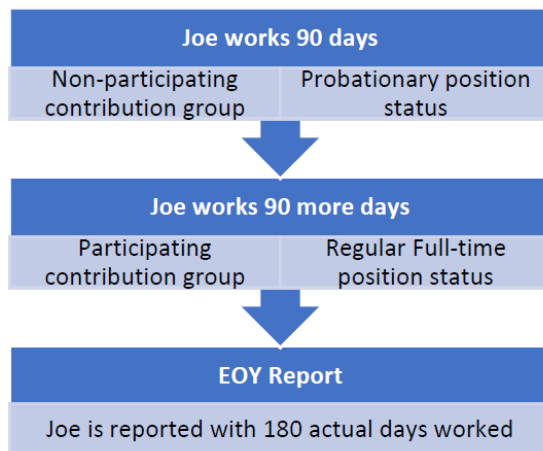 Joe works 90 days
Non-participating
contribution group
Probationary position
status
Joe works 90 more days
Participating
contribution group
Regular Full-time
position status
EOY Report
Joe is reported with 180 actual days worked